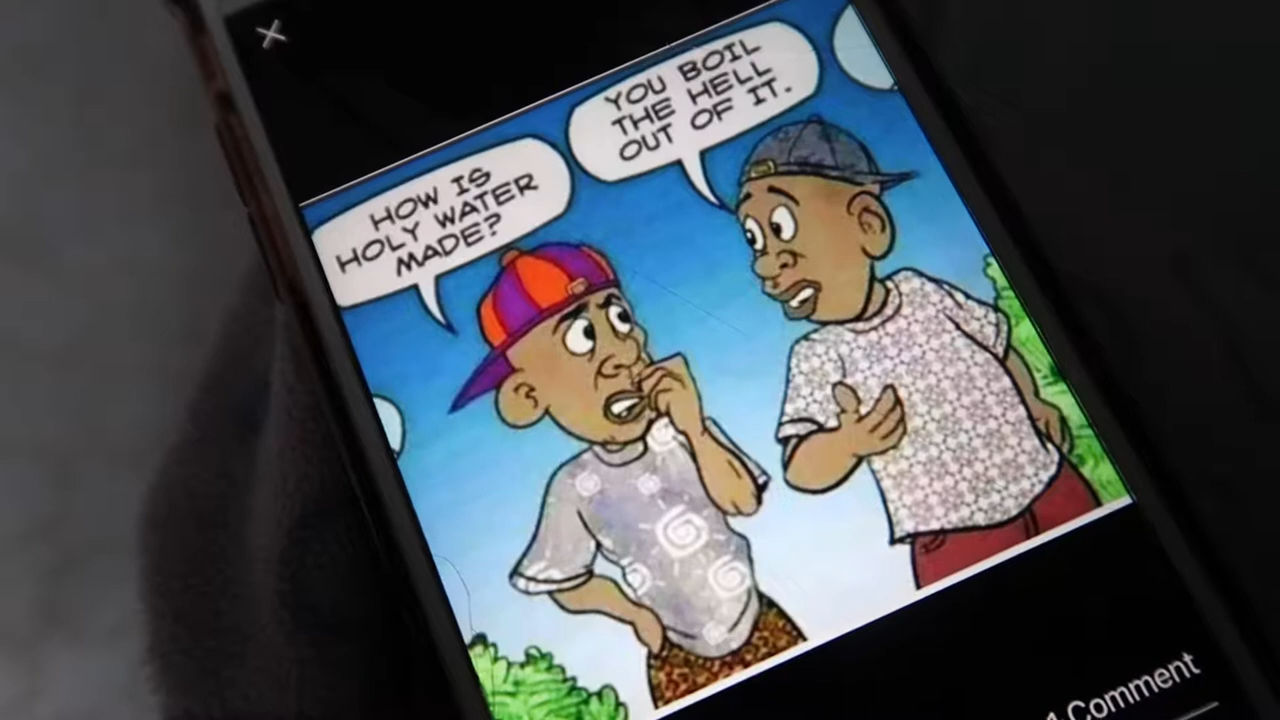 HOW IS
HOLY WATER
MADE?
YOU BOIL
THE HELL
OUT OF IT.
1 Comment